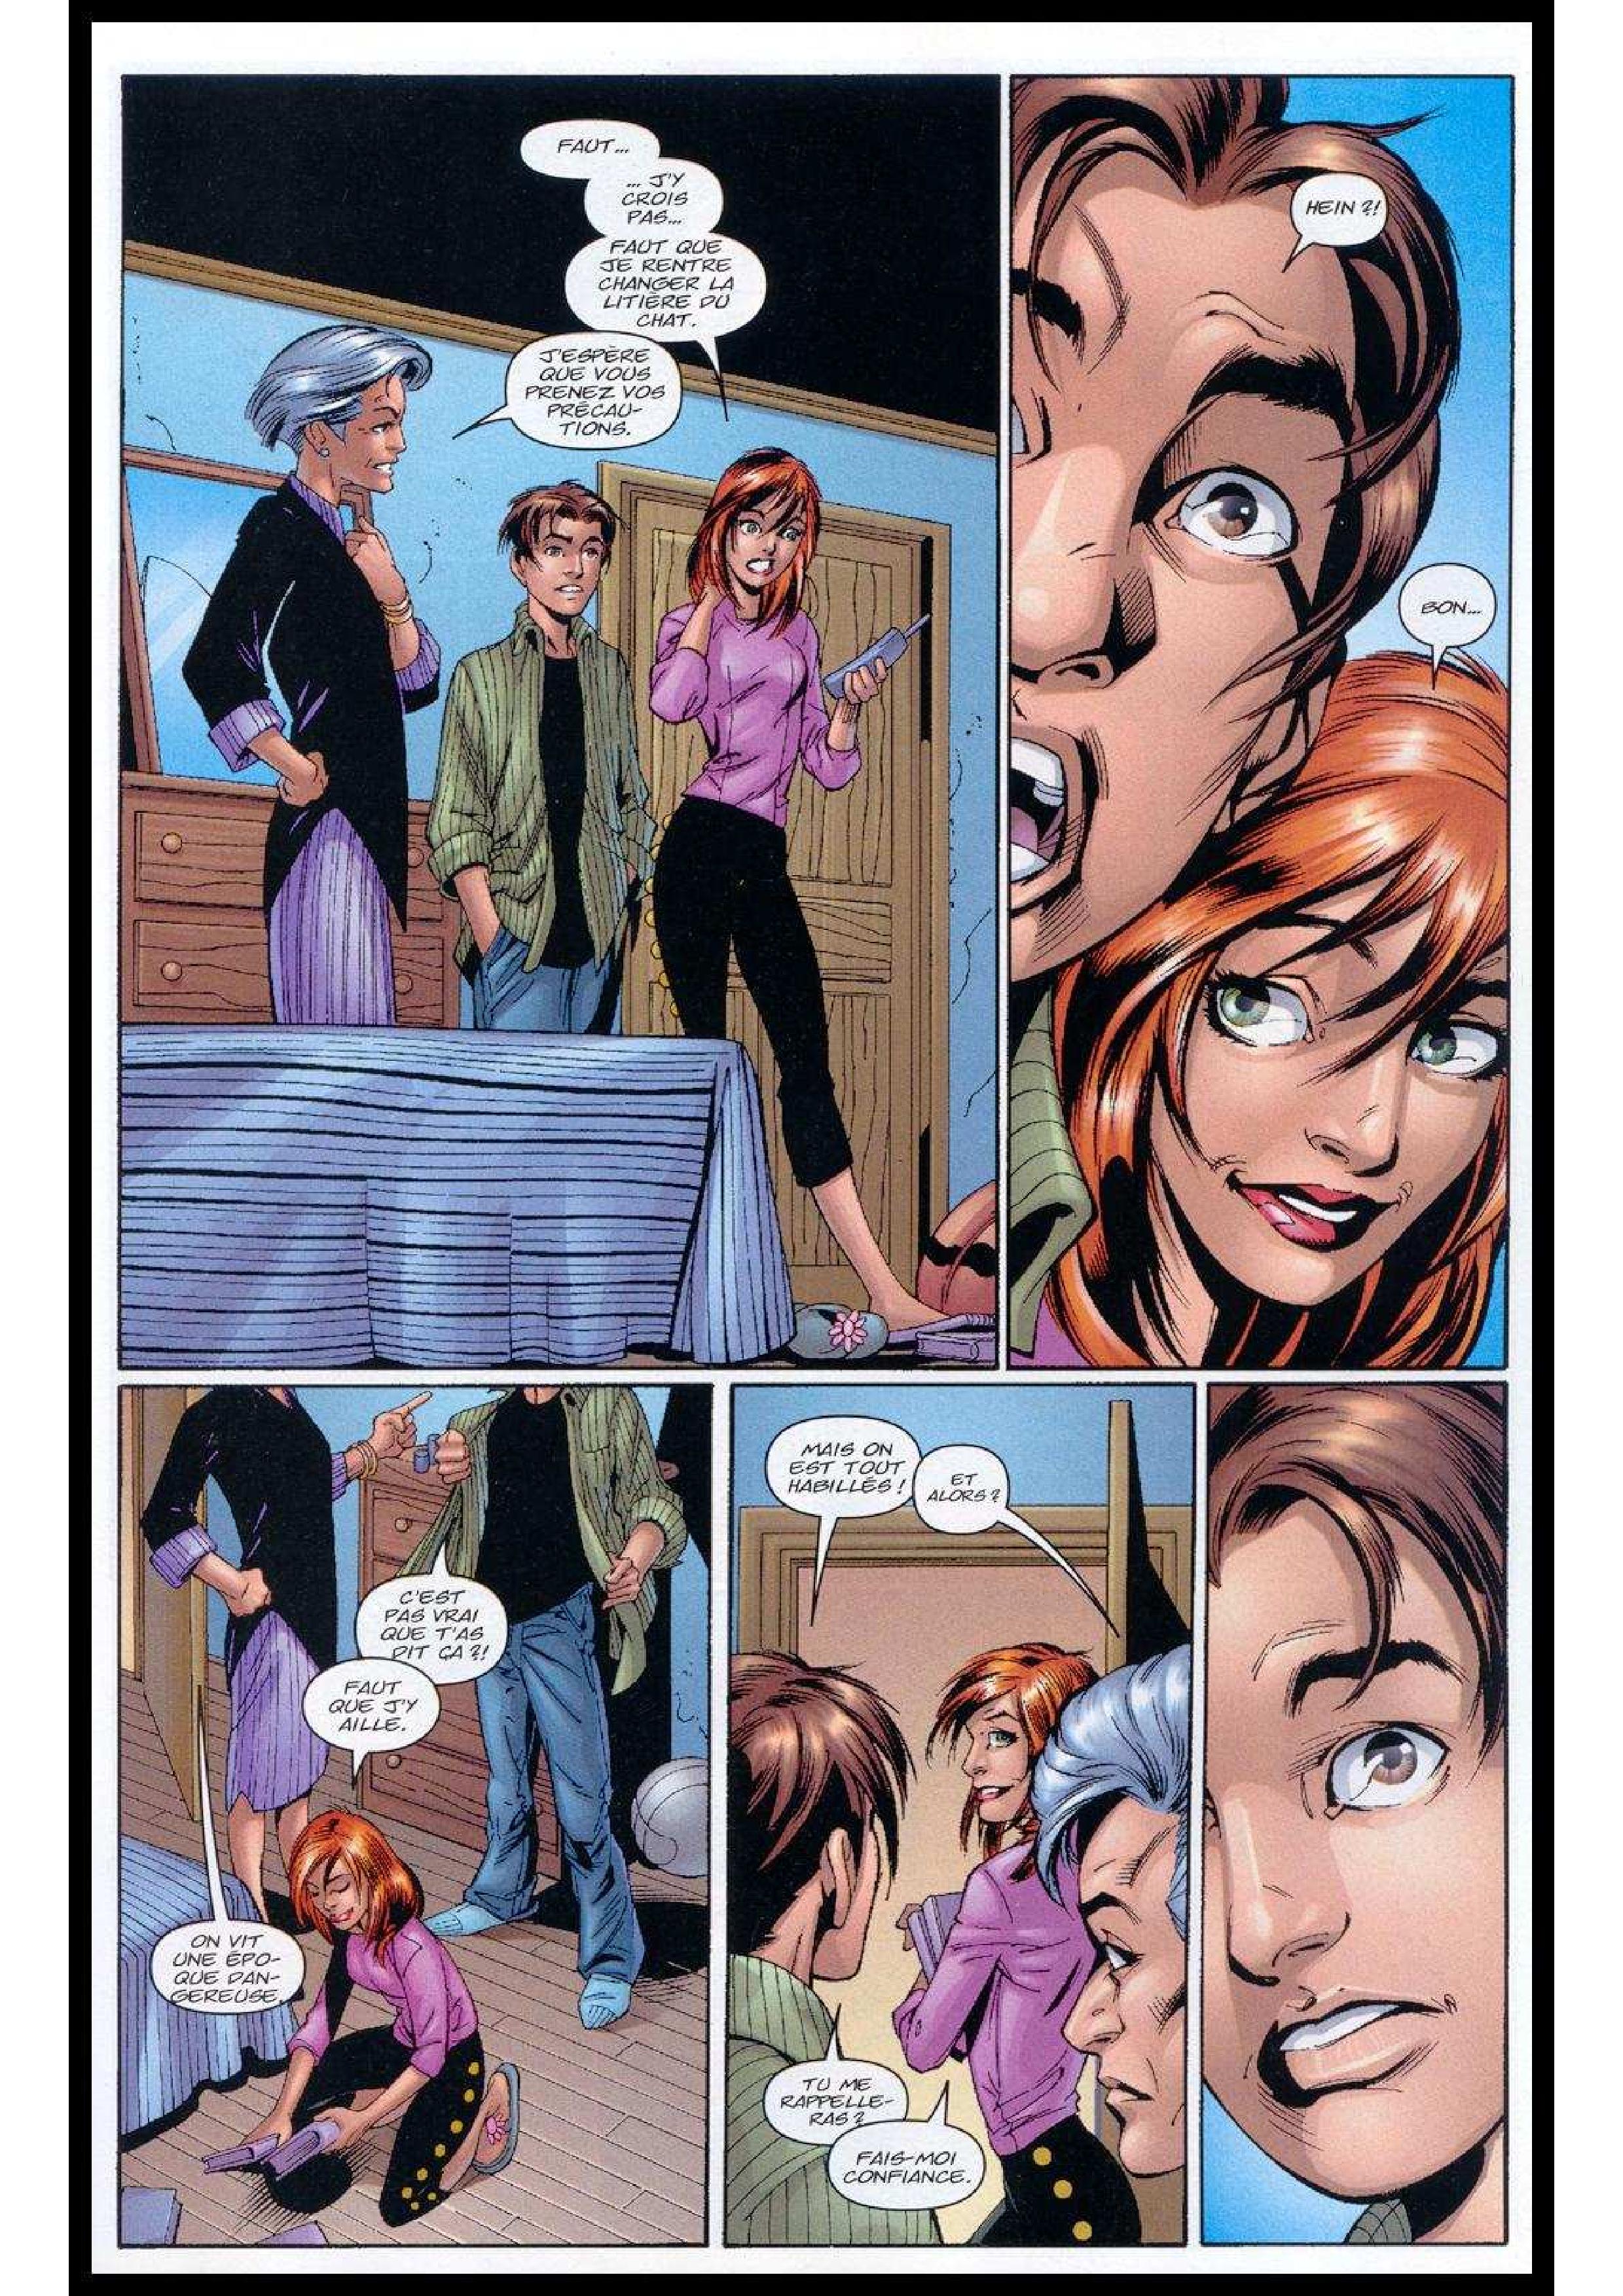 FAUT...
... J'Y
CROIS
PAS...
FAUT QUE
JE RENTRE
CHANGER LA
LITIÈRE DU
CHAT.
J'ESPÈRE
QUE VOUS
PRENEZ VOS
PRÉCAU-
TIONS.
HEIN ?!
BON...
C'EST
PAS VRAI
QUE T'AS
DIT ÇA ?!
FAUT
QUE J'Y
AILLE.
ON VIT
UNE ÉPO-
QUE DAN-
GEREUSE.
MAIS ON
EST TOUT
HABILLÉS !
ET
ALORS ?
TU ME
RAPPELLE-
RAS ?
FAIS-MOI
CONFIANCE.